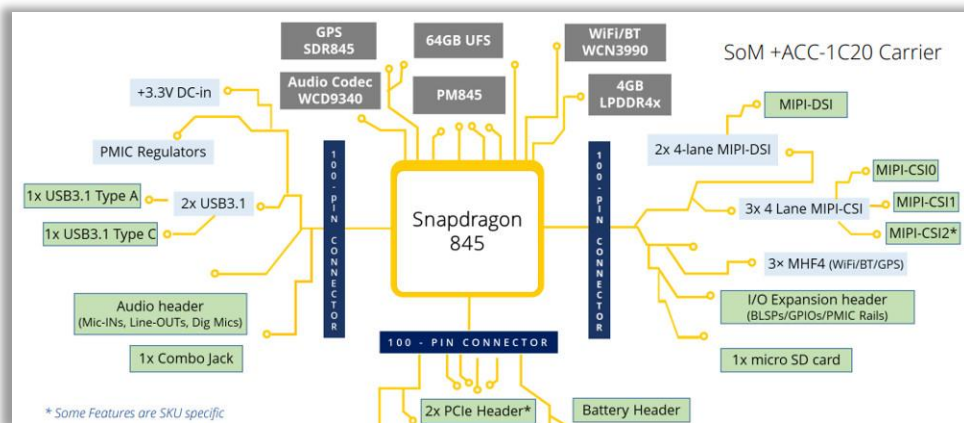 SoM +ACC-1C20 Carrier
GPS
SDR845
64GB UFS
WiFi/BT
WCN3990
Audio Codec
WCD9340
PM845
4GB
LPDDR4x
+3.3V DC-in
PMIC Regulators
1x USB3.1 Type A
2x USB3.1
1x USB3.1 Type C
Audio header
(Mic-INs, Line-OUTs, Dig Mics)
1x Combo Jack
100-PIN CONNECTOR
Snapdragon
845
100-PIN CONNECTOR
MIPI-DSI
2x 4-lane MIPI-DSI
MIPI-CSI0
3x 4 Lane MIPI-CSI
MIPI-CSI1
MIPI-CSI2*
3× MHF4 (WiFi/BT/GPS)
I/O Expansion header
(BLSPs/GPIOs/PMIC Rails)
1x micro SD card
100 - PIN CONNECTOR
2x PCIe Header*
Battery Header
* Some Features are SKU specific